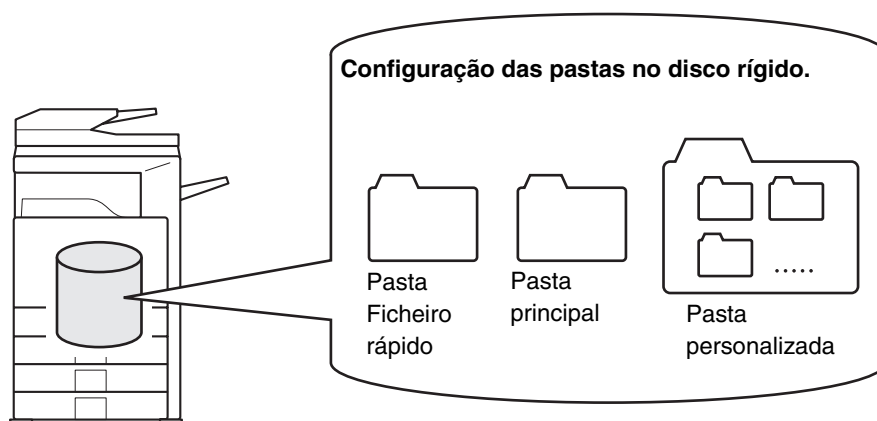 Configuração das pastas no disco rígido.
Pasta
Ficheiro
rápido
Pasta
principal
.....
Pasta
personalizada